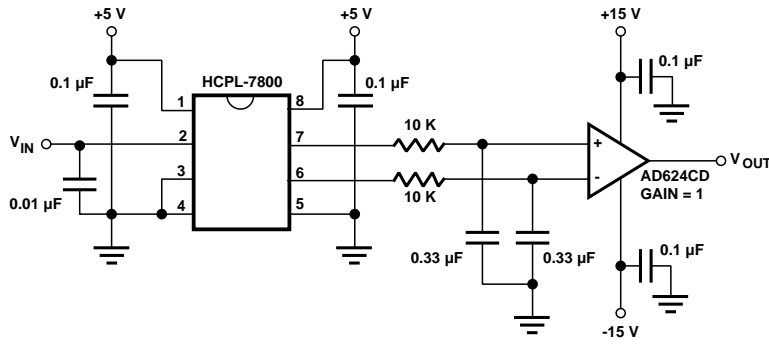 +5 V
+5 V
+15 V
0.1 µF
HCPL-7800
0.1 µF
0.1 µF
1
8
V IN
2
7
10 K
+
V OUT
3
6
10 K
-
AD624CD
GAIN = 1
0.01 µF
4
5
0.33 µF
0.33 µF
0.1 µF
-15 V